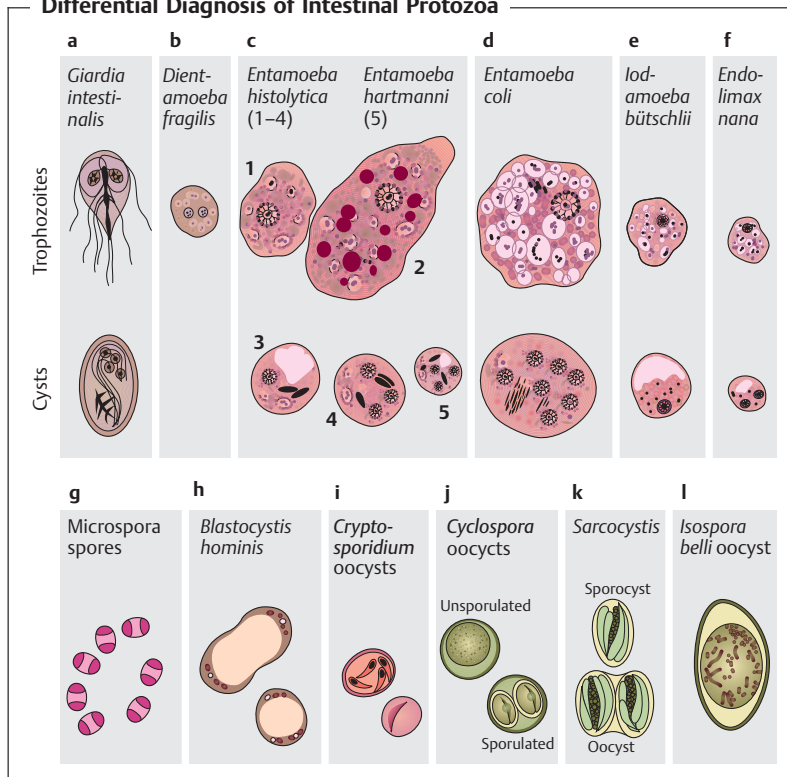 Differential Diagnosis of Intestinal Protozoa
a
b
c
d
e
f
Giardia
intesti-
nalis
Dient-
amoeba
fragilis
Entamoeba
histolytica
(1–4)
Entamoeba
hartmanni
(5)
Entamoeba
coli
Iod-
amoeba
bütschlii
Endo-
limax
nana
Trophozoites
1
2
Cysts
3
4
5
g
h
i
j
k
l
Microspora
spores
Blastocystis
hominis
Crypto-
sporidium
oocysts
Cyclospora
oocycts
Sarcocystis
Isospora
belli oocyst
Unsporulated
Sporulated
Sporocyst
Oocyst